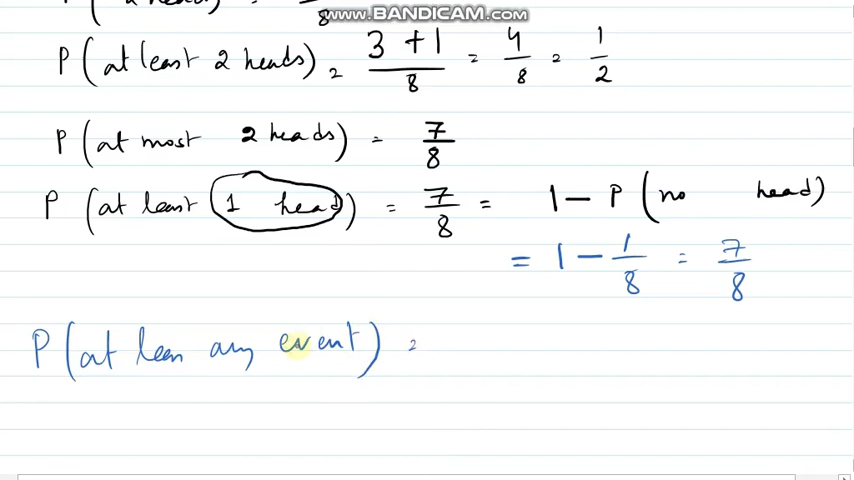 www.BANDICAM.com
8
P (at least 2 heads) = 3 + 1 / 8 = 4 / 8 = 1 / 2
P (at most 2 heads) = 7 / 8
P (at least 1 head) = 7 / 8 = 1 - P (no head)
= 1 - 1 / 8 = 7 / 8
P (at leas any event) =